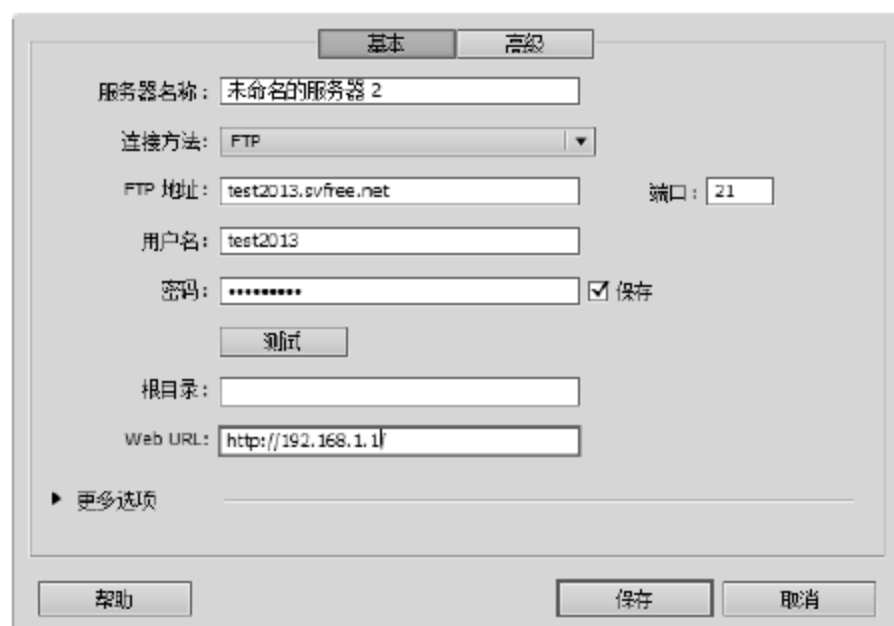 基本 高级
服务器名称: 未命名的服务器 2
连接方法: FTP
FTP 地址: test2013.svfree.net 端口: 21
用户名: test2013
密码: ••••••••• 保存
测试
根目录:
Web URL: http://192.168.1.1/
更多选项
帮助 保存 取消